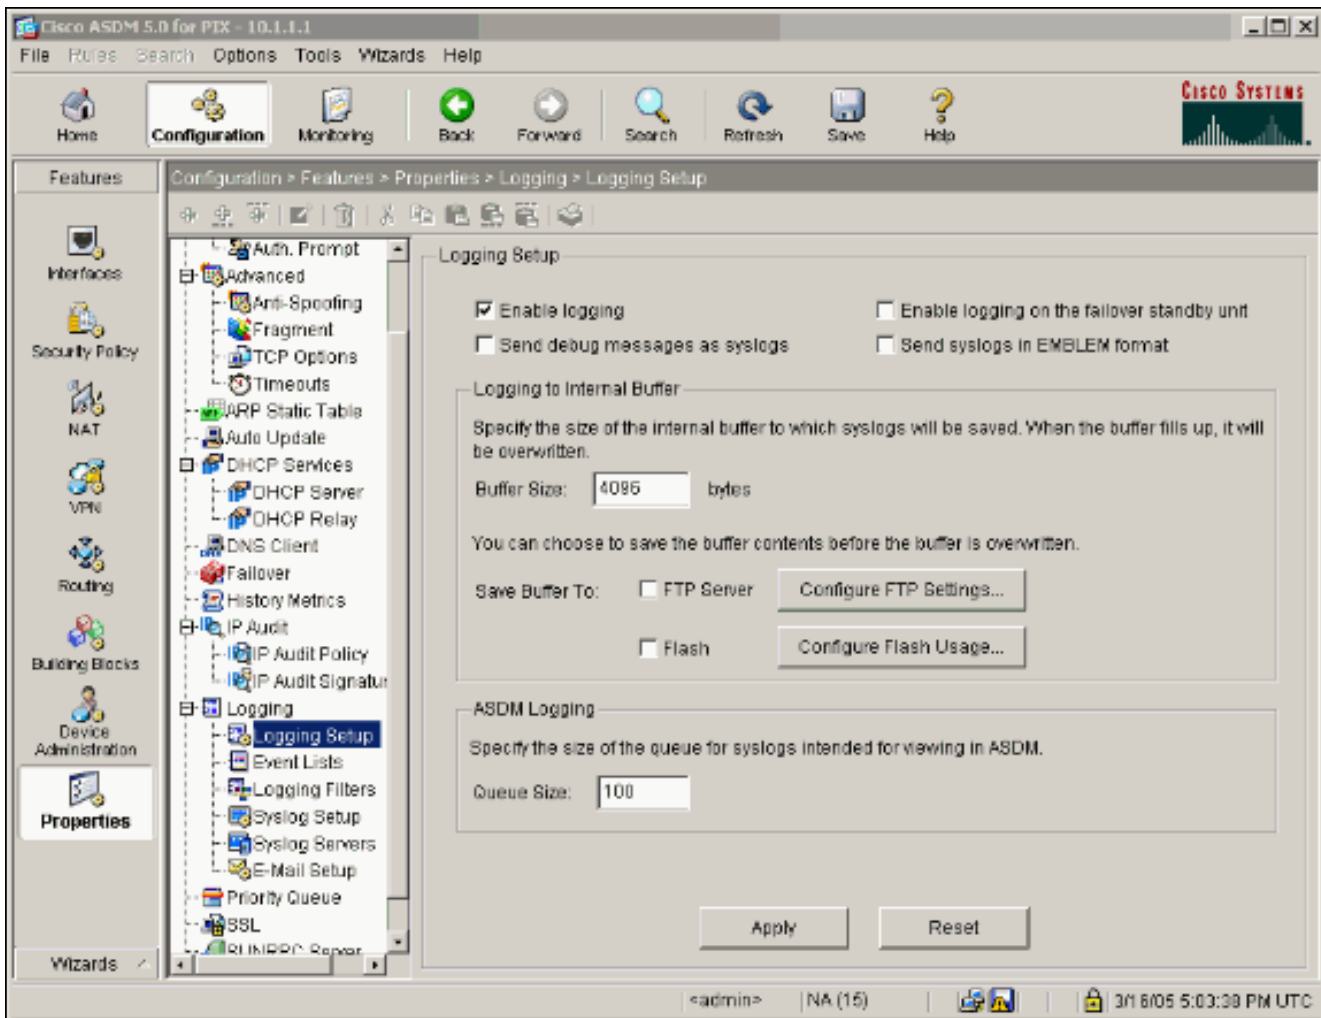 Cisco ASDM 5.0 for PIX - 10.1.1.1
File Rules Search Options Tools Wizards Help
Home Configuration Monitoring Back Forward Search Refresh Save Help
CISCO SYSTEMS
Features
Configuration > Features > Properties > Logging > Logging Setup
Interfaces
Security Policy
NAT
VPN
Routing
Building Blocks
Device
Administration
Properties
Wizards
Auth. Prompt
Advanced
Anti-Spoofing
Fragment
TCP Options
Timeouts
ARP Static Table
Auto Update
DHCP Services
DHCP Server
DHCP Relay
DNS Client
Failover
History Metrics
IP Audit
IP Audit Policy
IP Audit Signatur
Logging
Logging Setup
Event Lists
Logging Filters
Syslog Setup
Syslog Servers
E-Mail Setup
Priority Queue
SSL
SUNRPC Server
Logging Setup
Enable logging
Enable logging on the failover standby unit
Send debug messages as syslogs
Send syslogs in EMBLEM format
Logging to Internal Buffer
Specify the size of the internal buffer to which syslogs will be saved. When the buffer fills up, it will
be overwritten.
Buffer Size: 4096 bytes
You can choose to save the buffer contents before the buffer is overwritten.
Save Buffer To: FTP Server Configure FTP Settings...
Flash Configure Flash Usage...
ASDM Logging
Specify the size of the queue for syslogs intended for viewing in ASDM.
Queue Size: 100
Apply Reset
<admin> NA (15) 3/16/05 5:03:38 PM UTC